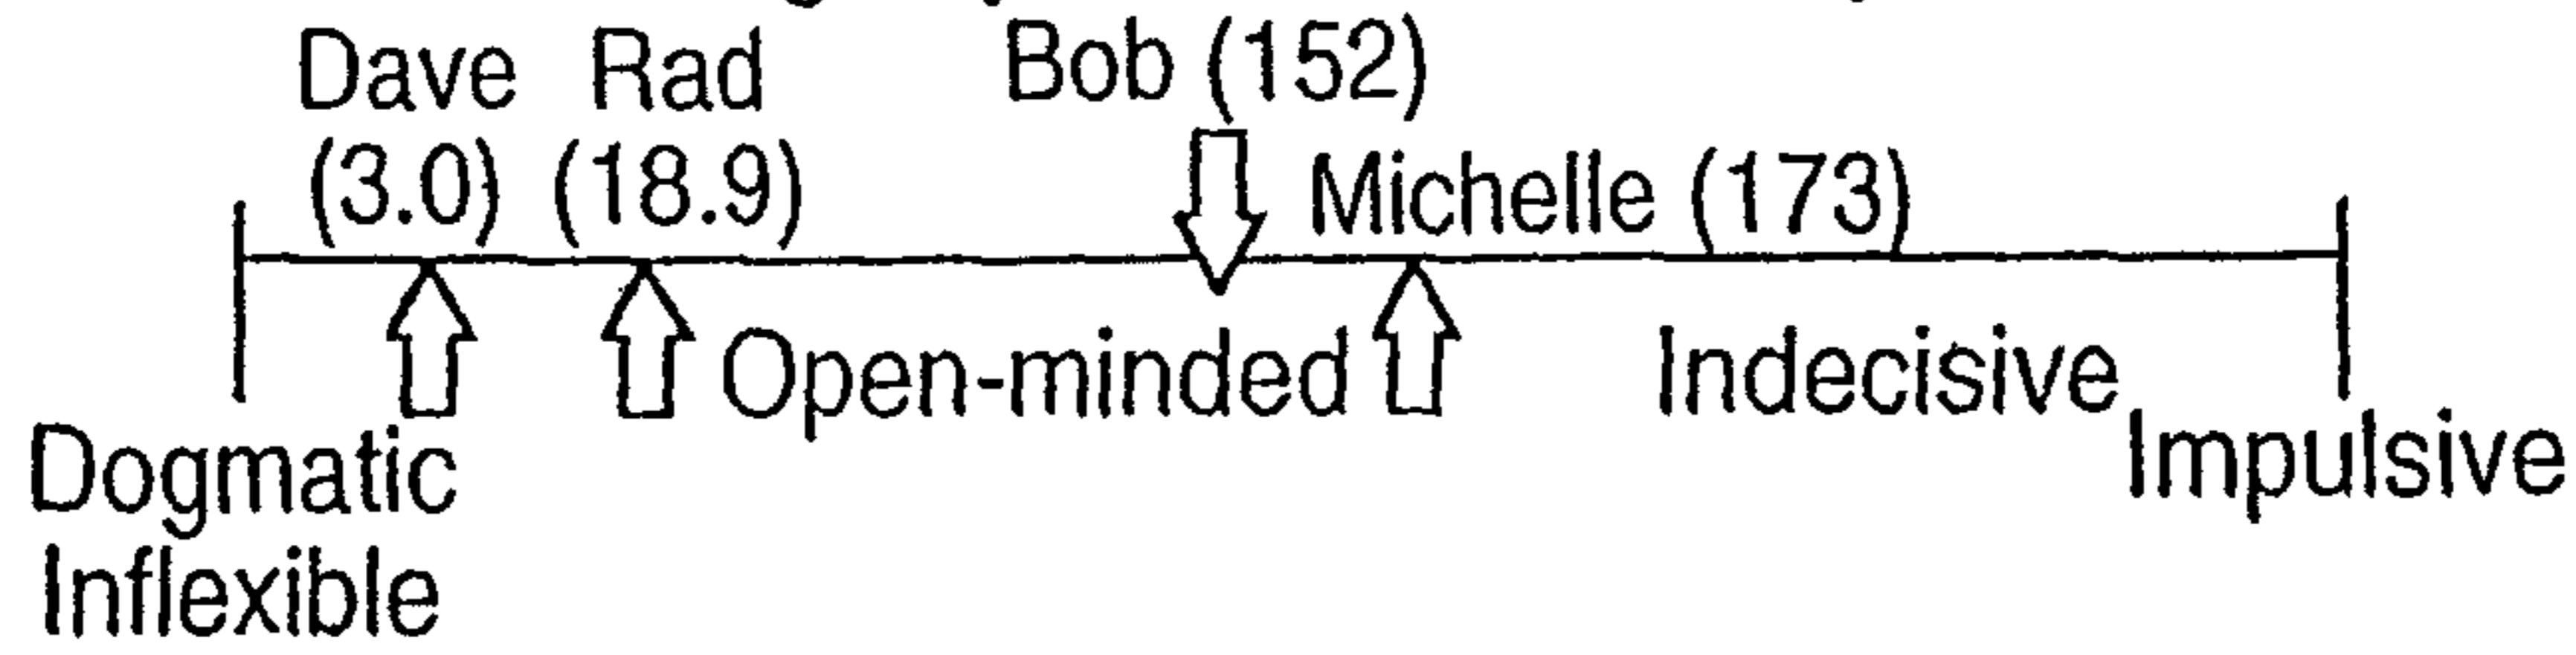 Dave Rad Bob (152)
(3.0) (18.9) Michelle (173)
Open-minded Indecisive
Dogmatic Impulsive
Inflexible